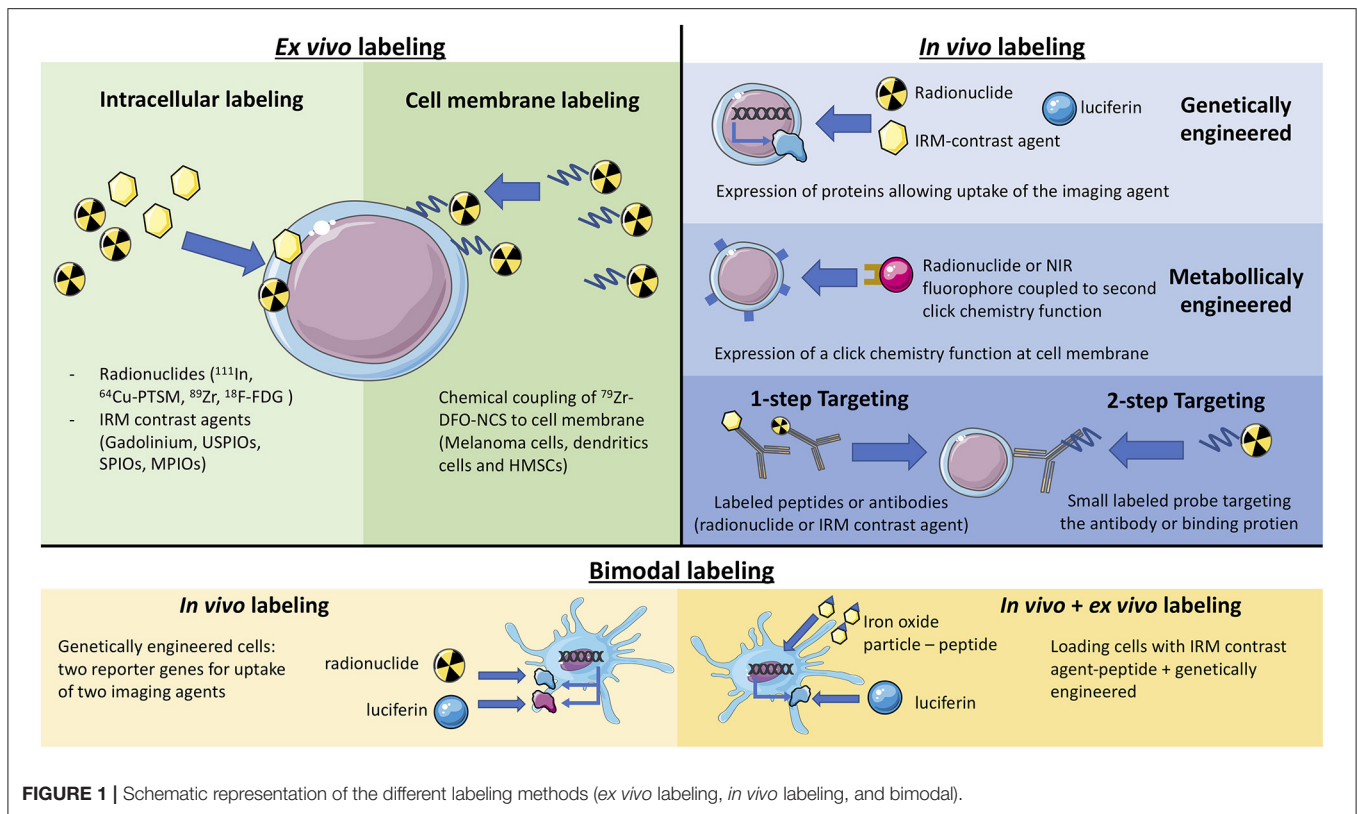 Ex vivo labeling
Intracellular labeling
Cell membrane labeling
- Radionuclides (¹¹¹In,
⁶⁴Cu-PTSM, ⁸⁹Zr, ¹⁸F-FDG )
- IRM contrast agents
(Gadolinium, USPIOs,
SPIOs, MPIOs)
Chemical coupling of ⁷⁹Zr-
DFO-NCS to cell membrane
(Melanoma cells, dendritics
cells and HMSCs)
In vivo labeling
Radionuclide
luciferin
IRM-contrast agent
Genetically
engineered
Expression of proteins allowing uptake of the imaging agent
Radionuclide or NIR
fluorophore coupled to second
click chemistry function
Metabollicaly
engineered
Expression of a click chemistry function at cell membrane
1-step Targeting
2-step Targeting
Labeled peptides or antibodies
(radionuclide or IRM contrast agent)
Small labeled probe targeting
the antibody or binding protien
Bimodal labeling
In vivo labeling
Genetically engineered cells:
two reporter genes for uptake
of two imaging agents
radionuclide
luciferin
In vivo + ex vivo labeling
Iron oxide
particle – peptide
luciferin
Loading cells with IRM contrast
agent-peptide + genetically
engineered
FIGURE 1 | Schematic representation of the different labeling methods (ex vivo labeling, in vivo labeling, and bimodal).